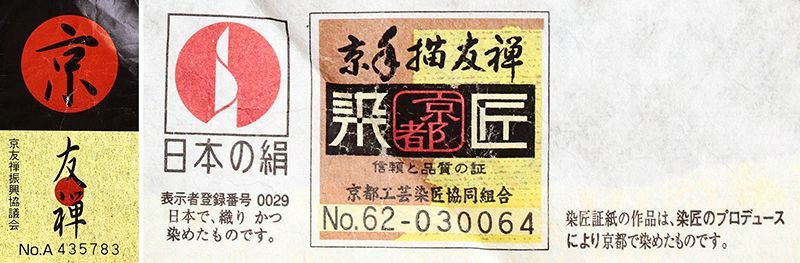 京
友禅
京友禅振興協議会
No.A 435783
日本の絹
表示者登録番号 0029
日本で、織り かつ
染めたものです。
京手描友禅
染京都匠
信頼と品質の証
京都工芸染匠協同組合
No.62-030064
染匠証紙の作品は、染匠のプロデュース
により京都で染めたものです。